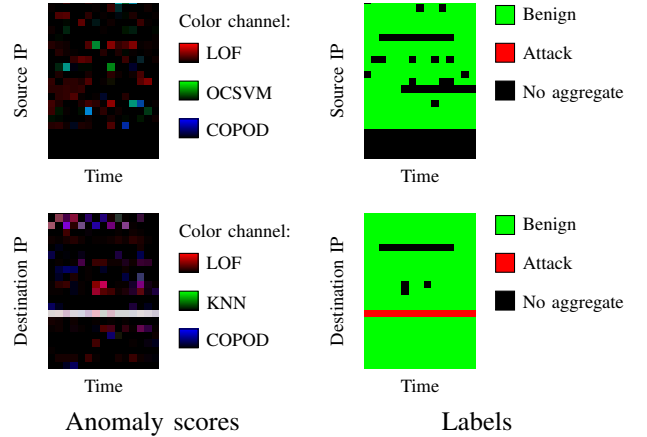 Source IP
Color channel:
LOF
OCSVM
COPOD
Time
Source IP
Benign
Attack
No aggregate
Time
Destination IP
Color channel:
LOF
KNN
COPOD
Time
Destination IP
Benign
Attack
No aggregate
Time
Anomaly scores
Labels